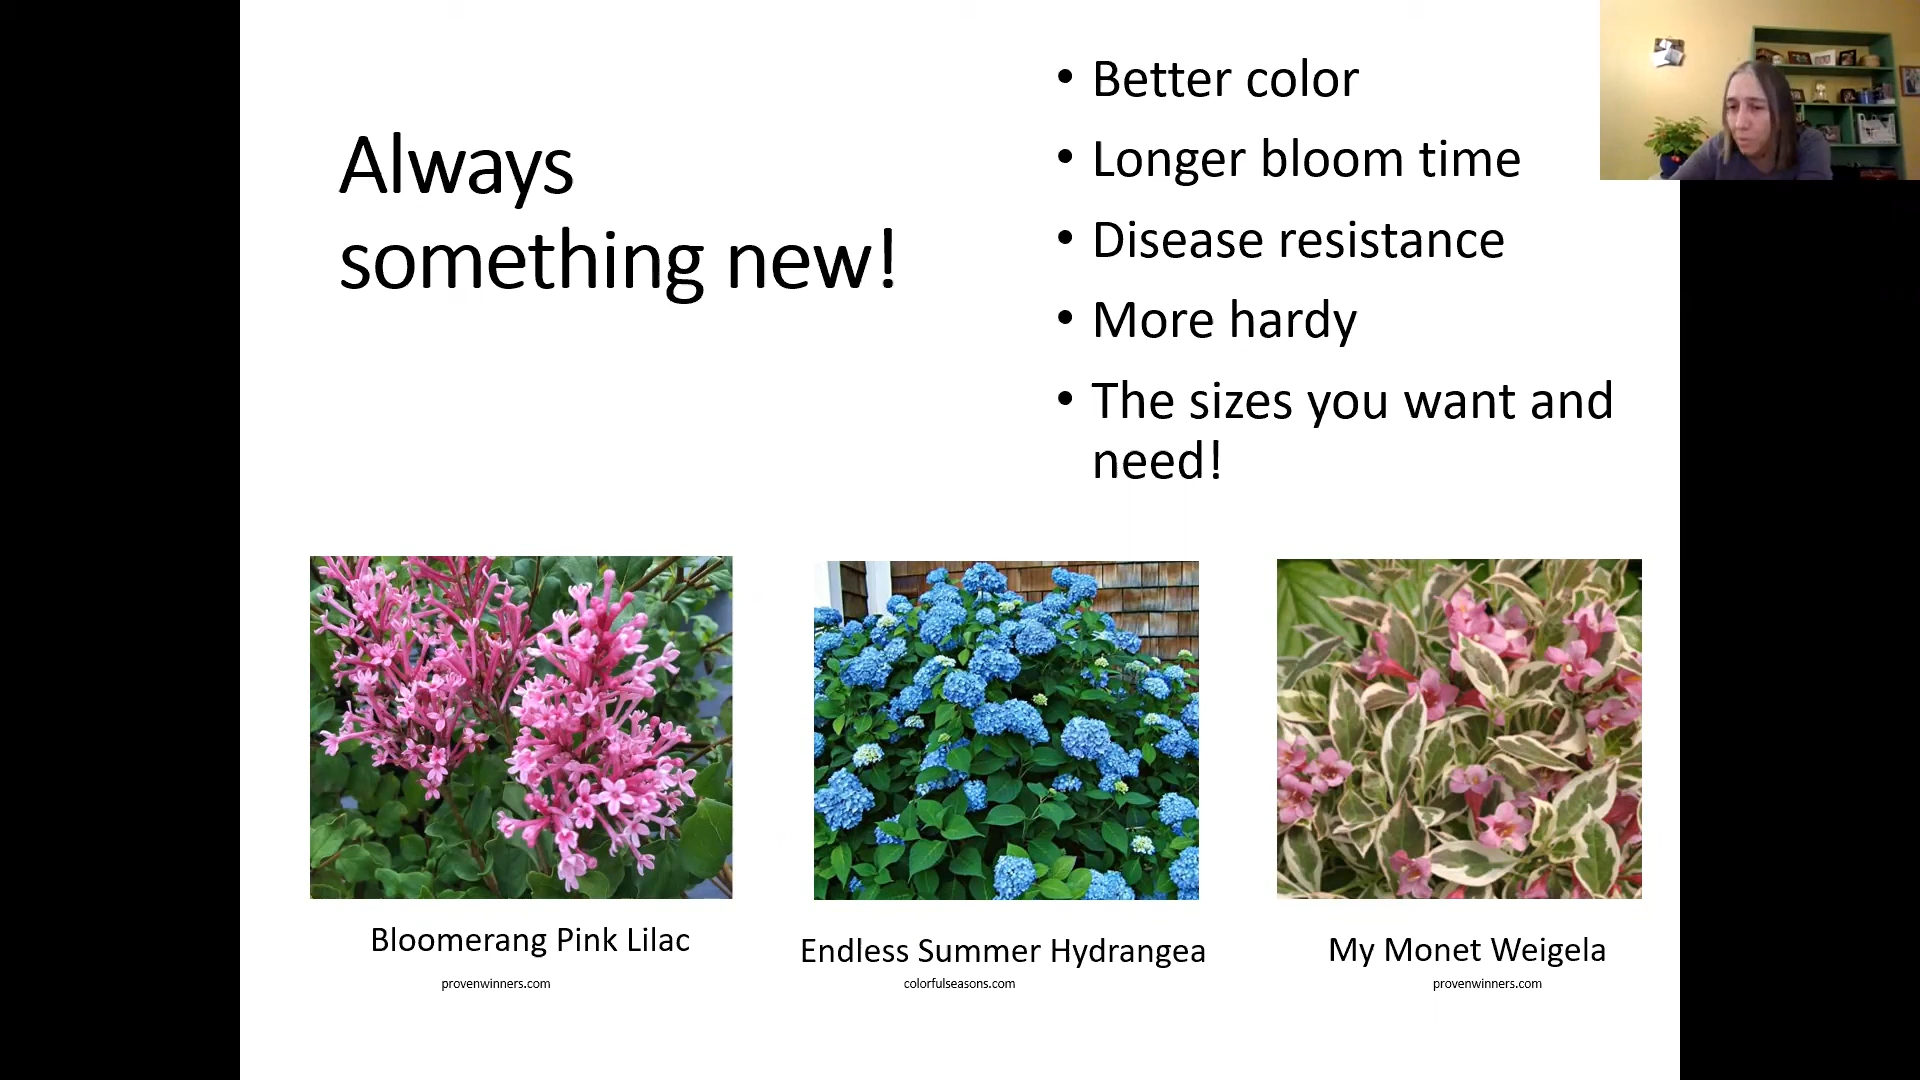 Always
something new!
• Better color
• Longer bloom time
• Disease resistance
• More hardy
• The sizes you want and
need!
Bloomerang Pink Lilac
provenwinners.com
Endless Summer Hydrangea
colorfulseasons.com
My Monet Weigela
provenwinners.com